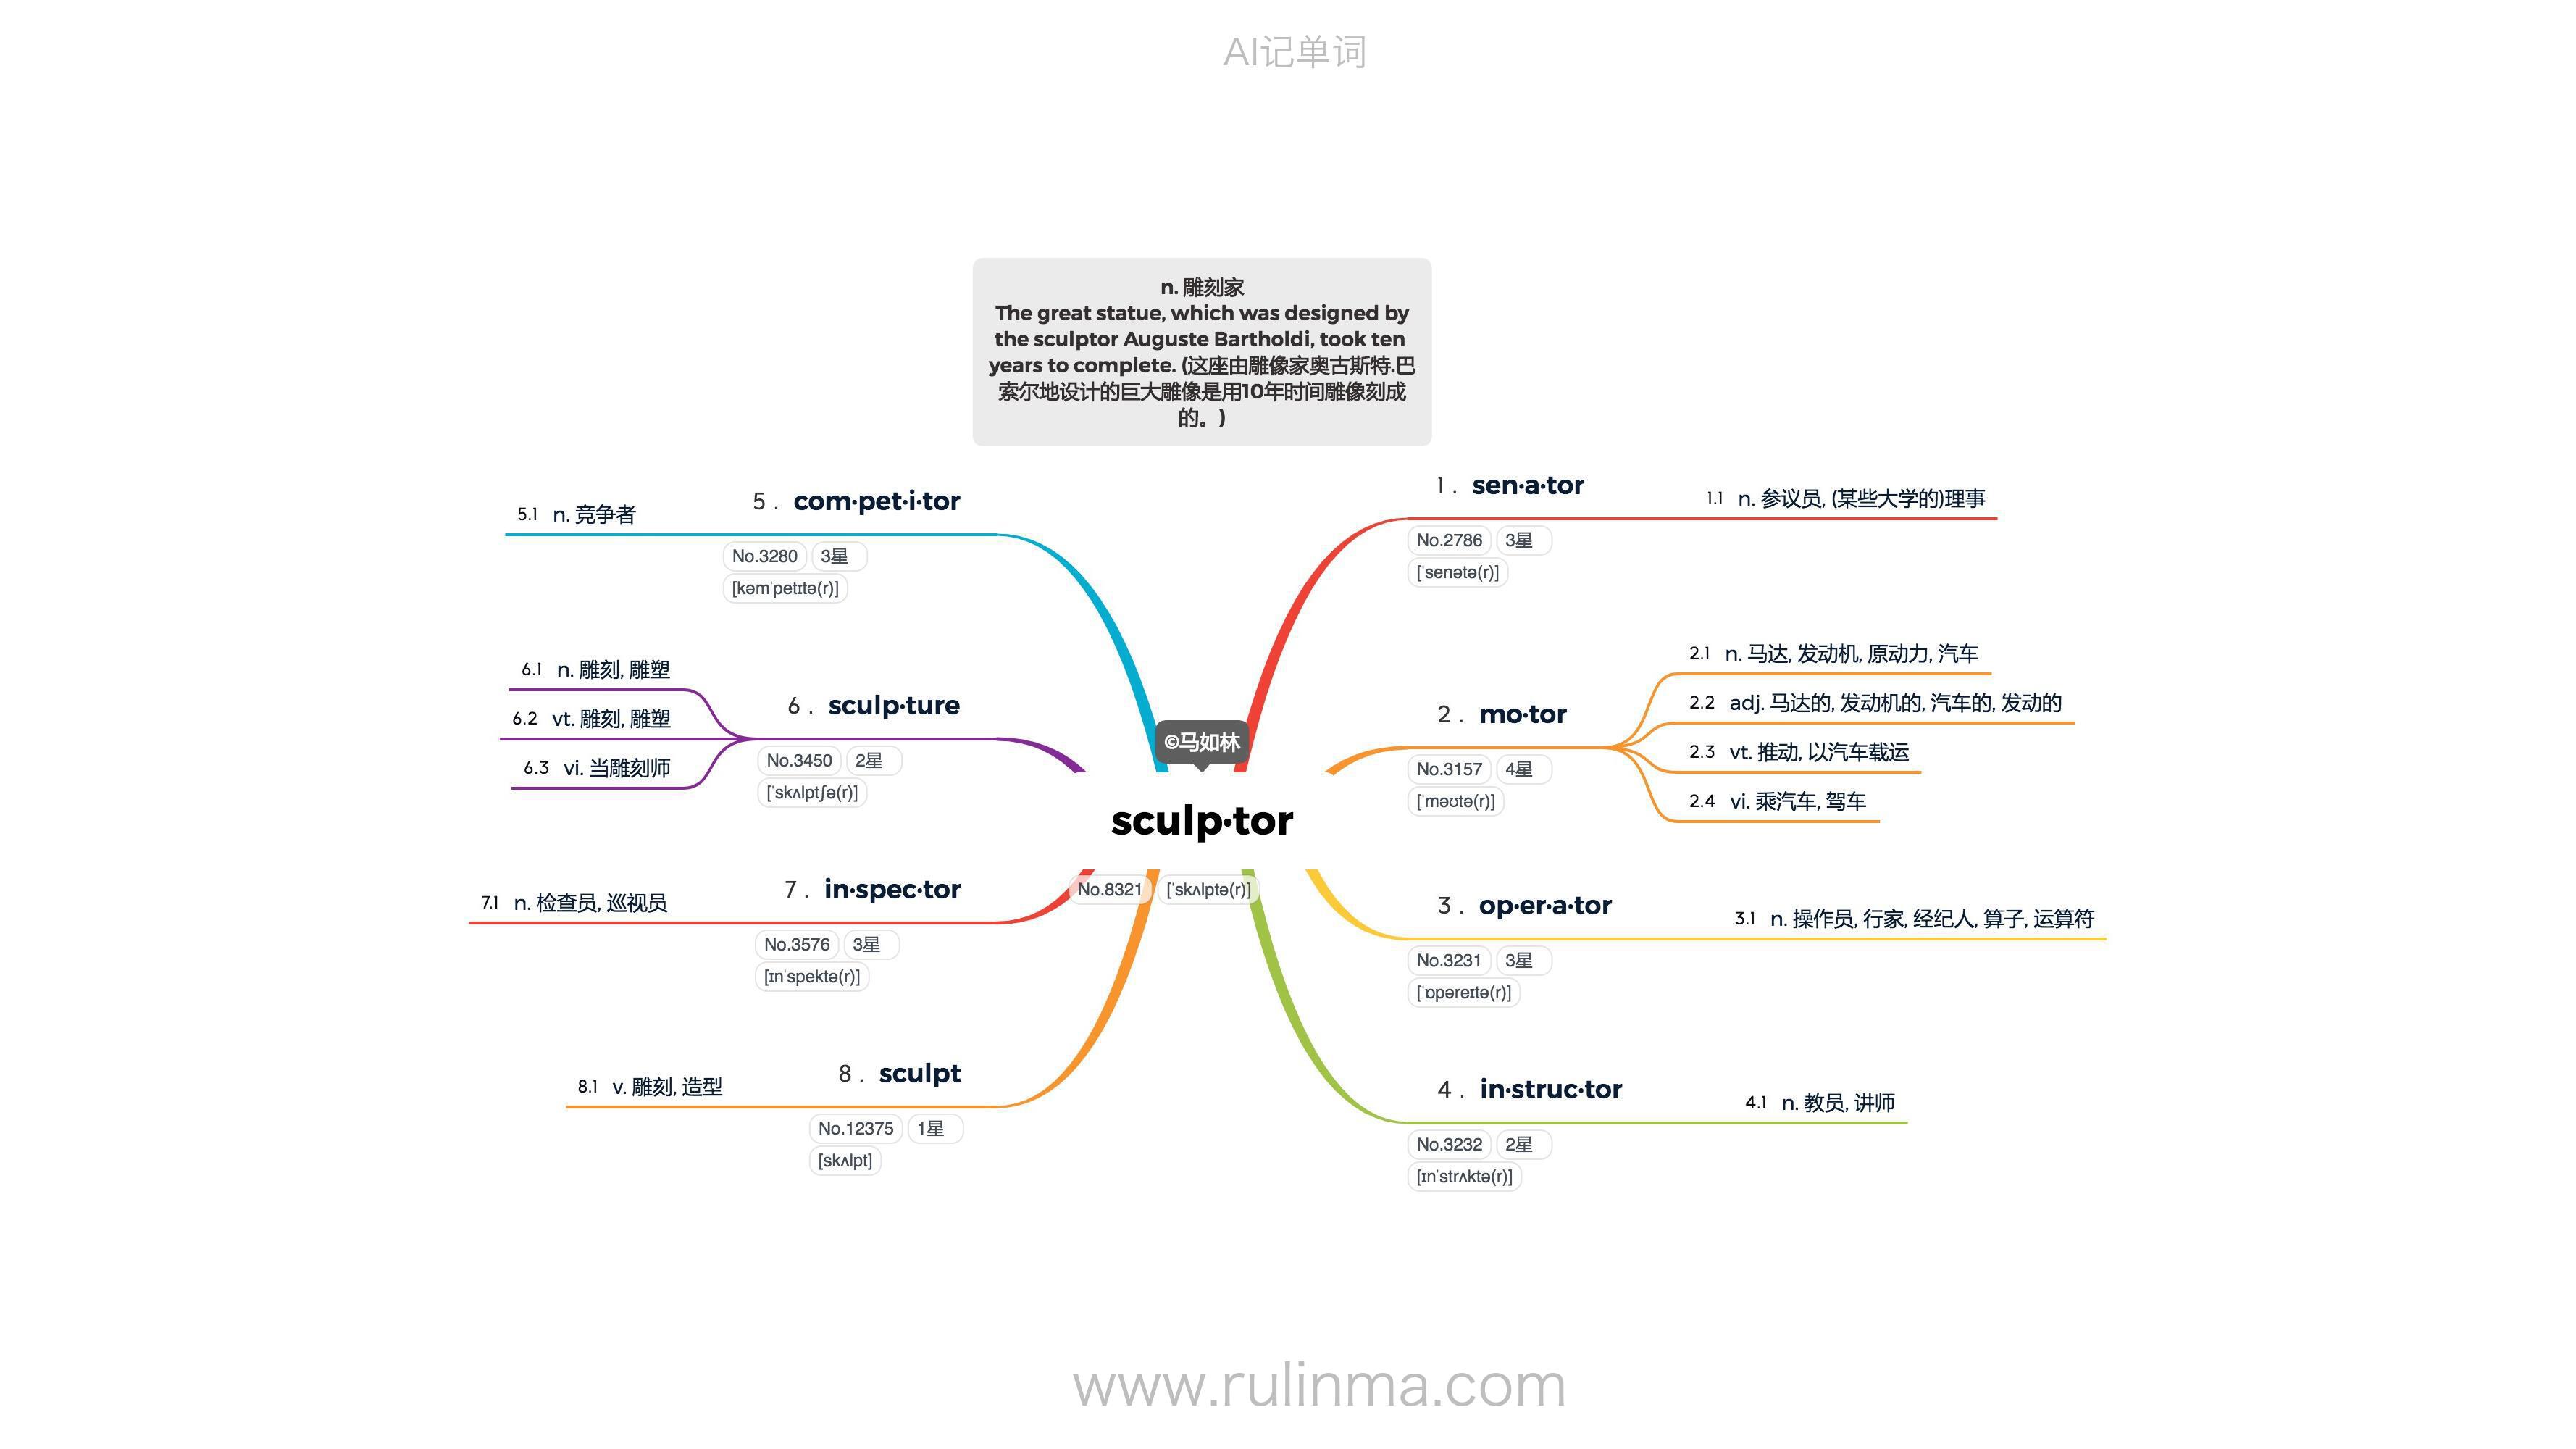 AI记单词
n. 雕刻家
The great statue, which was designed by
the sculptor Auguste Bartholdi, took ten
years to complete. (这座由雕像家奥古斯特.巴
索尔地设计的巨大雕像是用10年时间雕像刻成
的。)
©马如林
sculp·tor
No.8321 [ˈskʌlptə(r)]
1 . sen·a·tor
No.2786 3星
[ˈsenətə(r)]
1.1 n. 参议员, (某些大学的)理事
2 . mo·tor
No.3157 4星
[ˈməʊtə(r)]
2.1 n. 马达, 发动机, 原动力, 汽车
2.2 adj. 马达的, 发动机的, 汽车的, 发动的
2.3 vt. 推动, 以汽车载运
2.4 vi. 乘汽车, 驾车
3 . op·er·a·tor
No.3231 3星
[ˈɒpəreɪtə(r)]
3.1 n. 操作员, 行家, 经纪人, 算子, 运算符
4 . in·struc·tor
No.3232 2星
[ɪnˈstrʌktə(r)]
4.1 n. 教员, 讲师
5 . com·pet·i·tor
No.3280 3星
[kəmˈpetɪtə(r)]
5.1 n. 竞争者
6 . sculp·ture
No.3450 2星
[ˈskʌlptʃə(r)]
6.1 n. 雕刻, 雕塑
6.2 vt. 雕刻, 雕塑
6.3 vi. 当雕刻师
7 . in·spec·tor
No.3576 3星
[ɪnˈspektə(r)]
7.1 n. 检查员, 巡视员
8 . sculpt
No.12375 1星
[skʌlpt]
8.1 v. 雕刻, 造型
www.rulinma.com